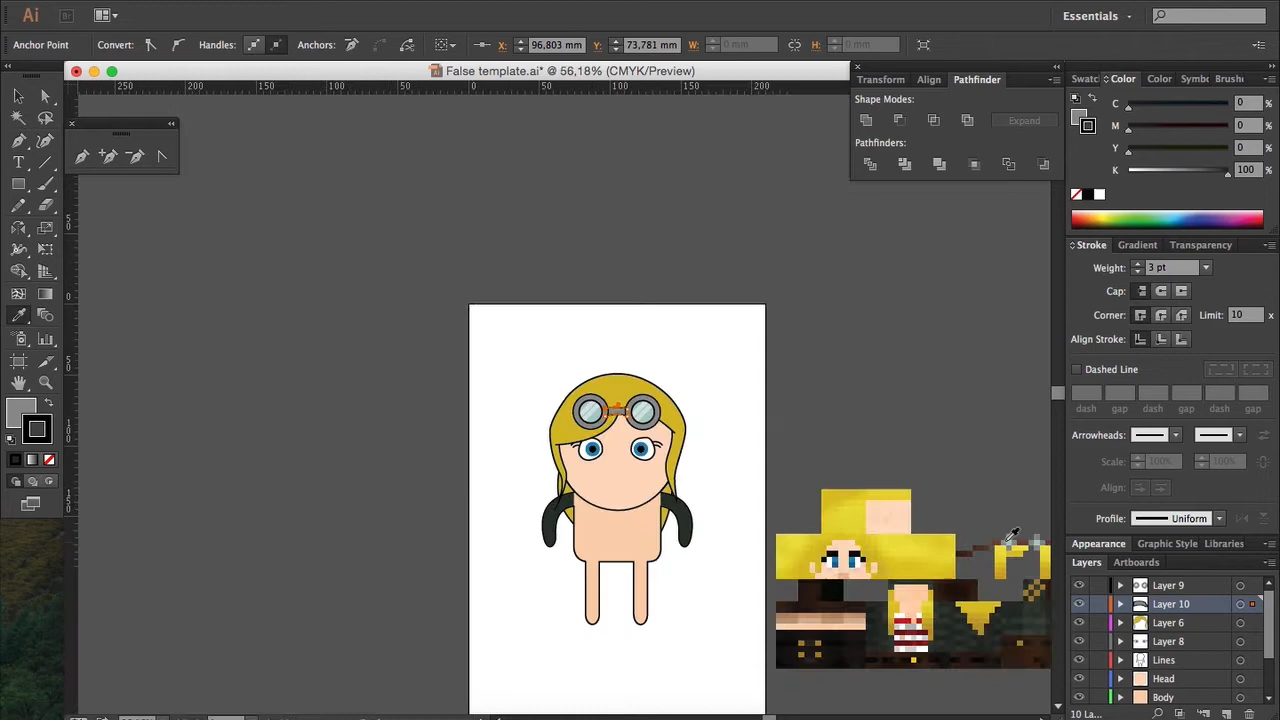 Ai
Br
Essentials
Anchor Point
Convert:
Handles:
Anchors:
X:
96,803 mm
Y:
73,781 mm
W:
0 mm
H:
0 mm
False template.ai* @ 56,18% (CMYK/Preview)
250
200
150
100
50
0
50
100
150
200
Transform
Align
Pathfinder
Shape Modes:
Expand
Pathfinders:
Swatc
Color
Color
Symbc
Brushe
C
0
M
0
Y
0
K
100
%
Stroke
Gradient
Transparency
Weight:
3 pt
Cap:
Corner:
Limit:
10
x
Align Stroke:
Dashed Line
dash
gap
dash
gap
dash
gap
Arrowheads:
Scale:
100%
100%
Align:
Profile:
Uniform
Appearance
Graphic Style
Libraries
Layers
Artboards
Layer 9
Layer 10
Layer 6
Layer 8
Lines
Head
Body
10 La...